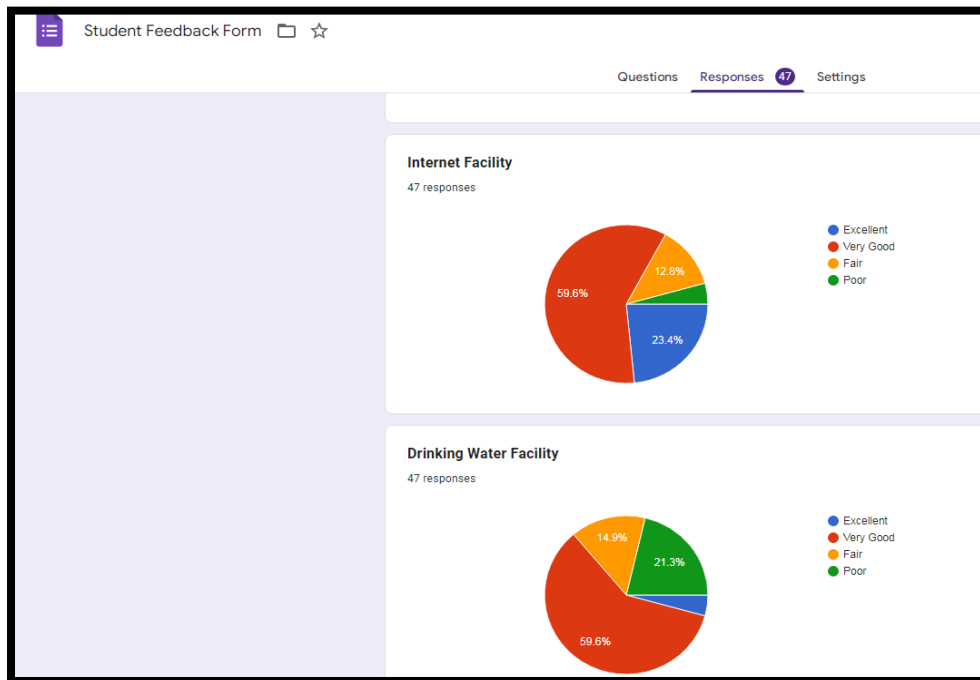 Student Feedback Form
Questions Responses 47 Settings
Internet Facility
47 responses
Excellent
Very Good
Fair
Poor
12.8%
59.6%
23.4%
Drinking Water Facility
47 responses
Excellent
Very Good
Fair
Poor
14.9%
21.3%
59.6%